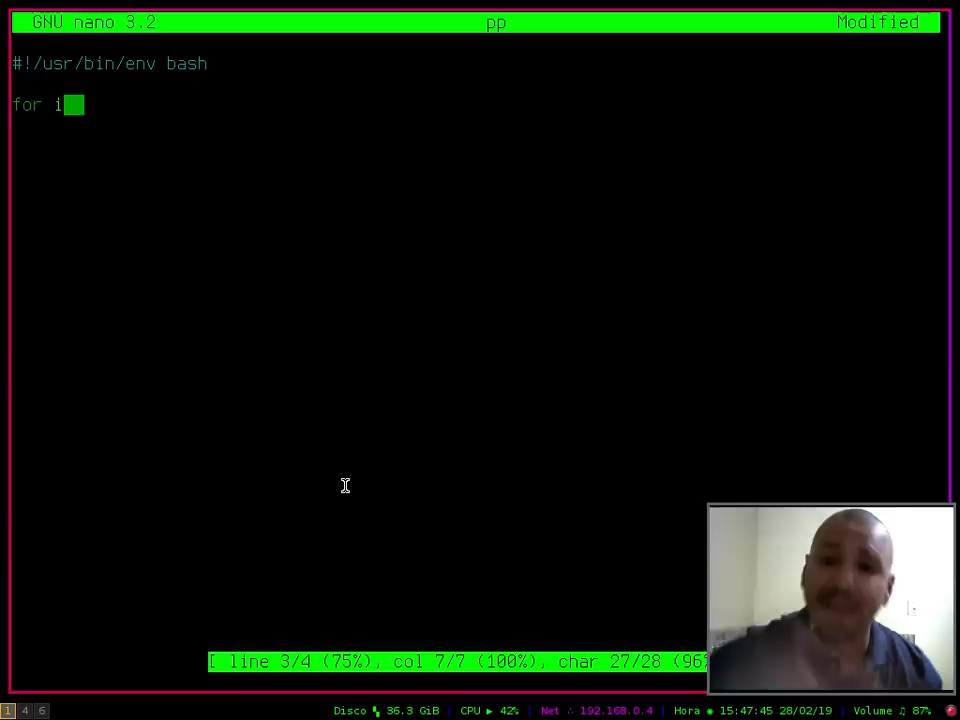 GNU nano 3.2 pp Modified
#!/usr/bin/env bash
for i
[ line 3/4 (75%), col 7/7 (100%), char 27/28 (96%
1 4 6 Disco 36.3 GiB | CPU ▶ 42% | Net ∴ 192.168.0.4 | Hora ◉ 15:47:45 28/02/19 | Volume ♫ 87%